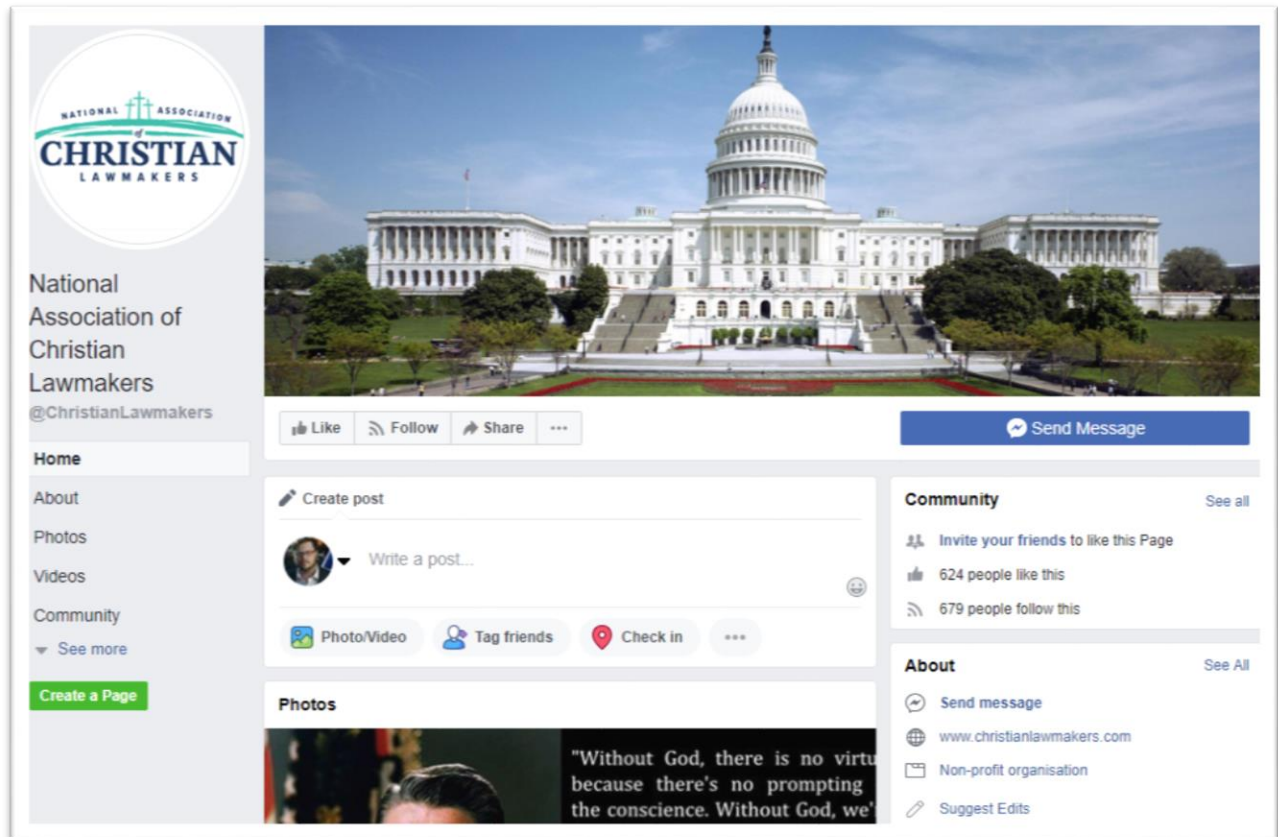 NATIONAL ASSOCIATION
of
CHRISTIAN
LAWMAKERS
National
Association of
Christian
Lawmakers
@ChristianLawmakers
Home
About
Photos
Videos
Community
See more
Create a Page
Like Follow Share ...
Send Message
Create post
Write a post...
Photo/Video Tag friends Check in ...
Photos
"Without God, there is no virtu
because there's no prompting
the conscience. Without God, we'
Community See all
Invite your friends to like this Page
624 people like this
679 people follow this
About See All
Send message
www.christianlawmakers.com
Non-profit organisation
Suggest Edits